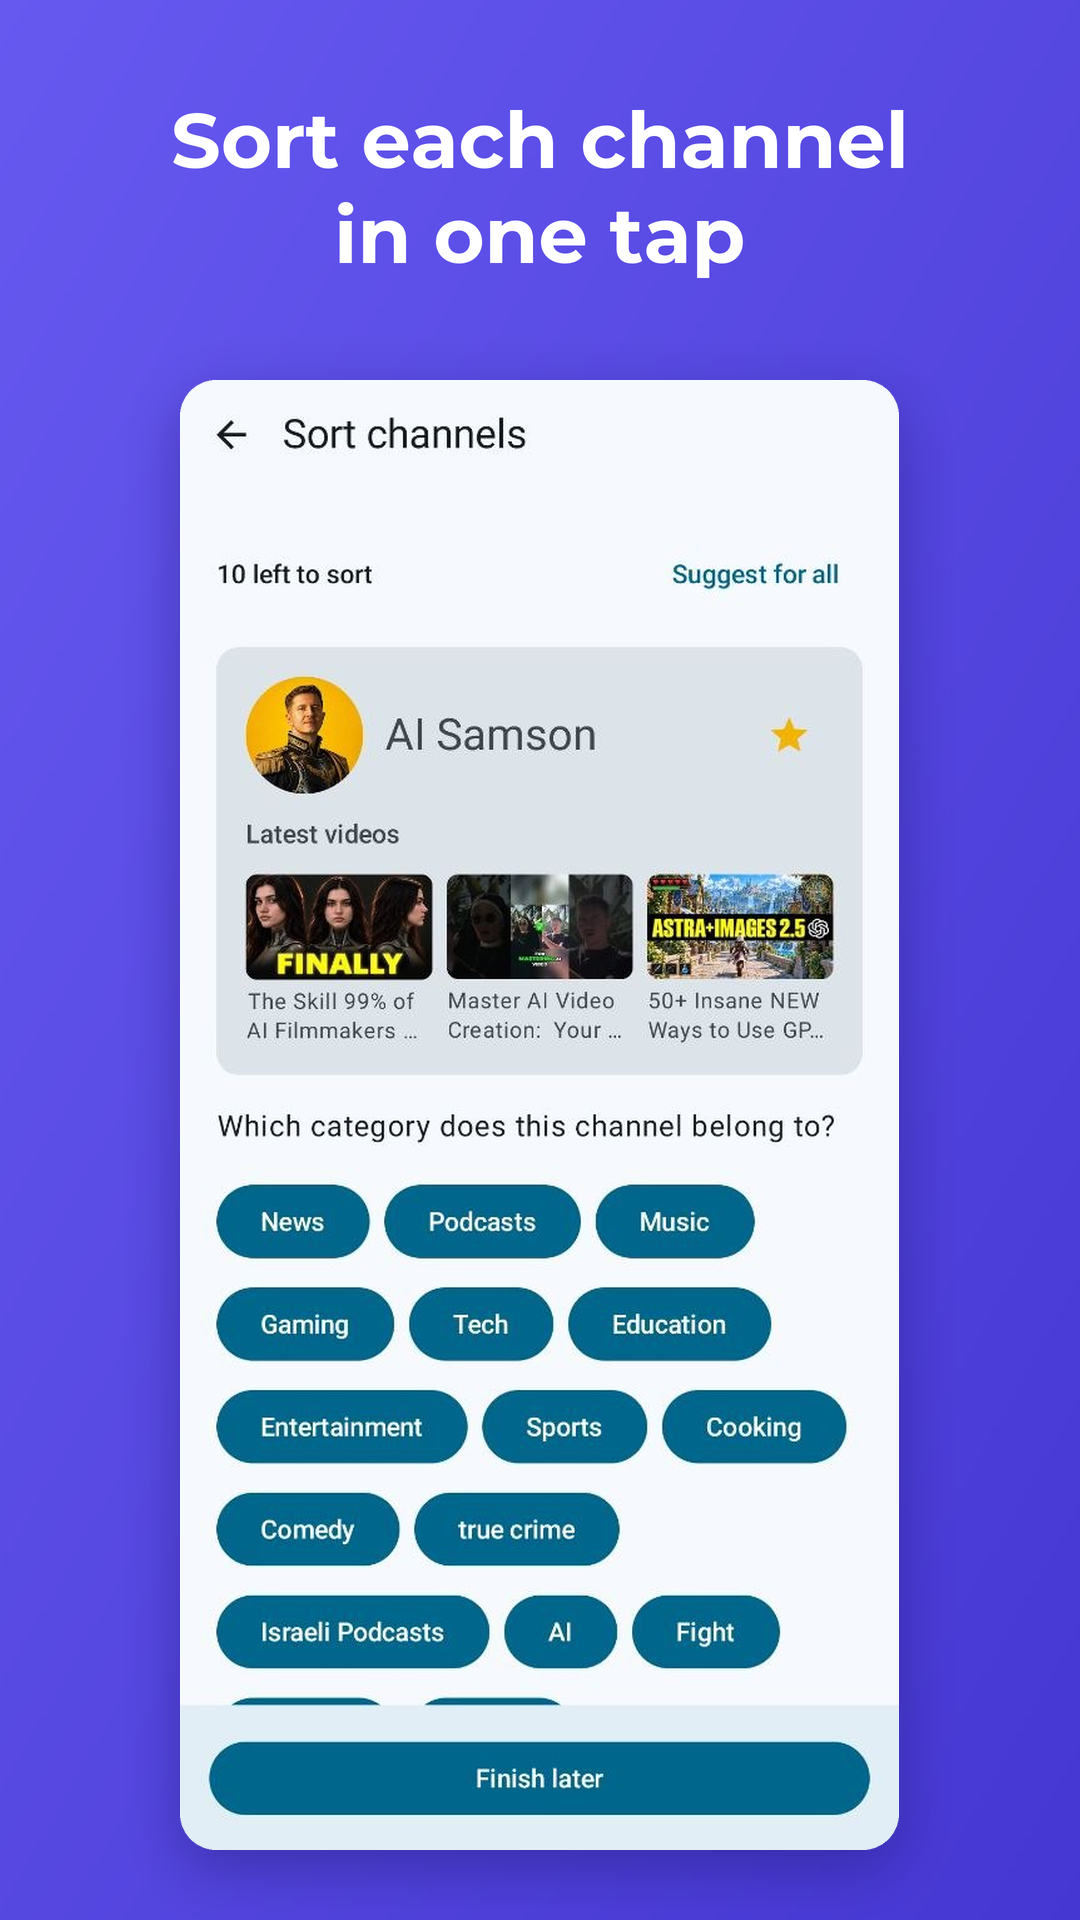 Sort each channel
in one tap
Sort channels
10 left to sort
Suggest for all
AI Samson
Latest videos
FINALLY
ASTRA+IMAGES 2.5
The Skill 99% of
AI Filmmakers ...
Master AI Video
Creation: Your ...
50+ Insane NEW
Ways to Use GP...
Which category does this channel belong to?
News
Podcasts
Music
Gaming
Tech
Education
Entertainment
Sports
Cooking
Comedy
true crime
Israeli Podcasts
AI
Fight
Finish later